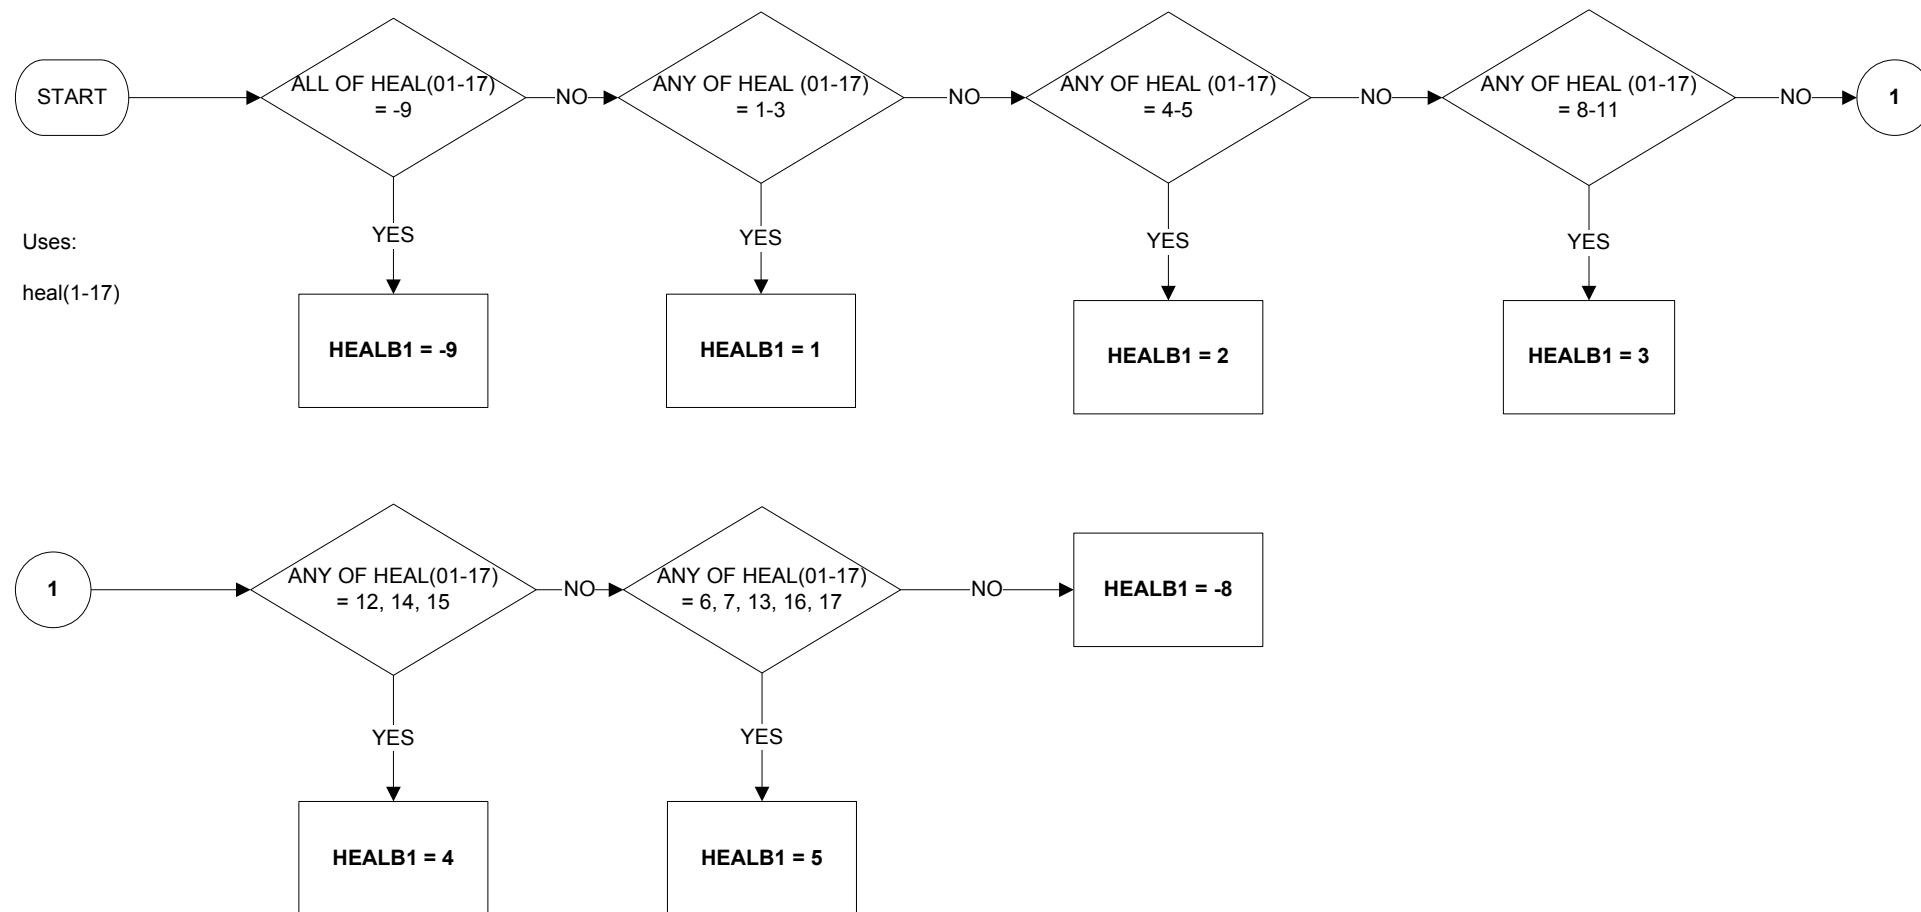 START
ALL OF HEAL(01-17)
= -9
NO
ANY OF HEAL (01-17)
= 1-3
NO
ANY OF HEAL (01-17)
= 4-5
NO
ANY OF HEAL (01-17)
= 8-11
NO
1
YES
YES
YES
YES
Uses:
heal(1-17)
HEALB1 = -9
HEALB1 = 1
HEALB1 = 2
HEALB1 = 3
1
ANY OF HEAL(01-17)
= 12, 14, 15
NO
ANY OF HEAL(01-17)
= 6, 7, 13, 16, 17
NO
HEALB1 = -8
YES
YES
HEALB1 = 4
HEALB1 = 5